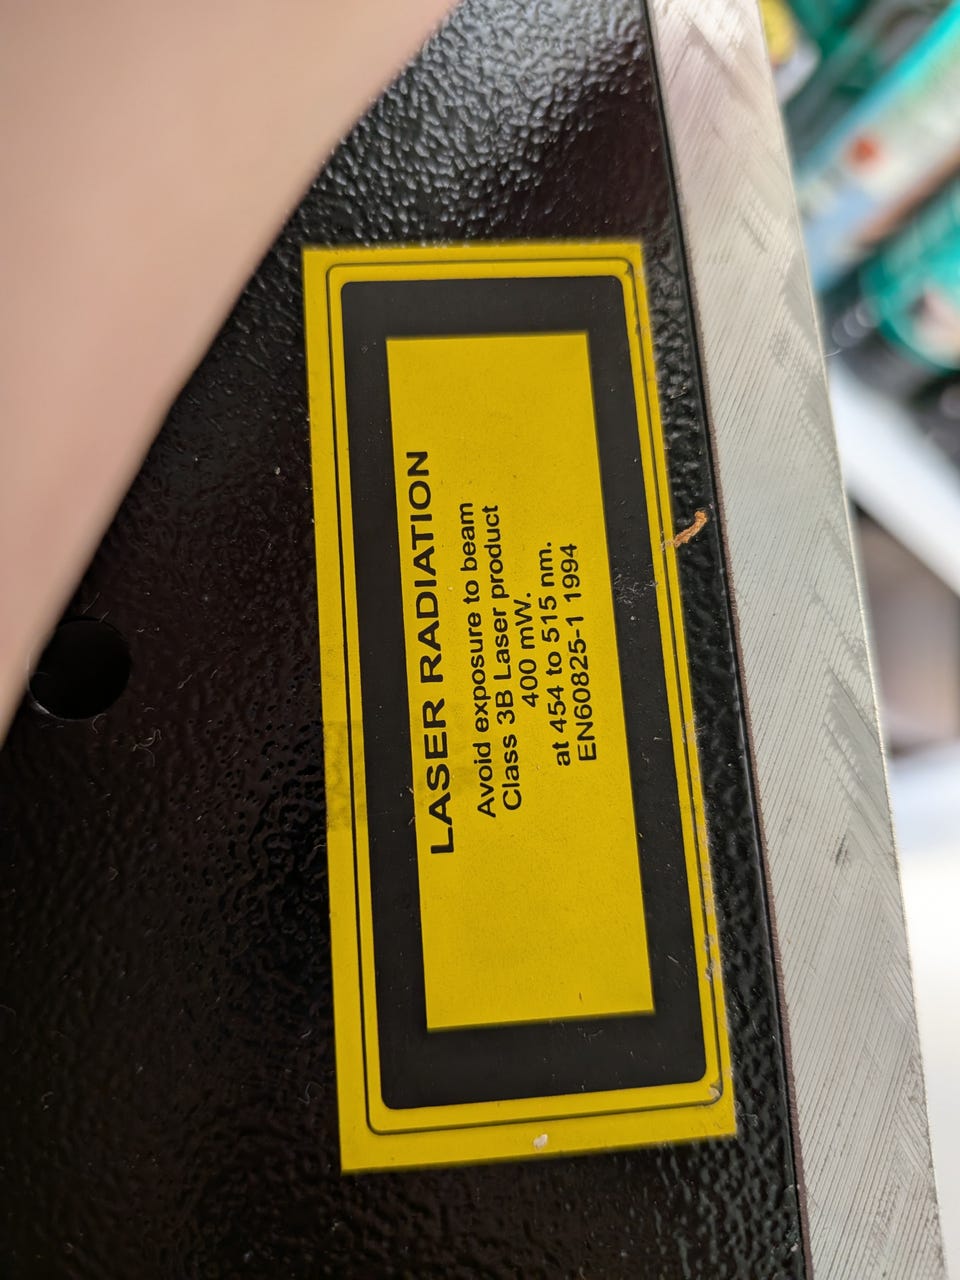 LASER RADIATION
Avoid exposure to beam
Class 3B Laser product
400 mW.
at 454 to 515 nm.
EN60825-1 1994